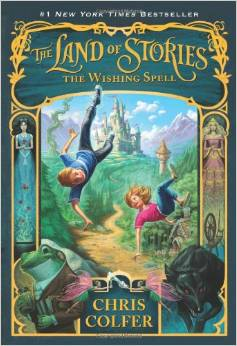 #1 NEW YORK TIMES BESTSELLER
THE LAND OF STORIES
THE WISHING SPELL
CHRIS
COLFER